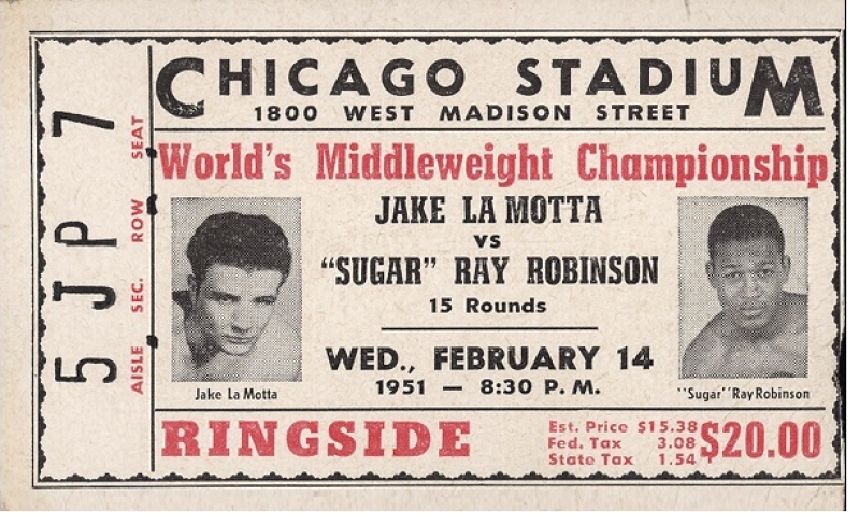 CHICAGO STADIUM
1800 WEST MADISON STREET
World's Middleweight Championship
JAKE LA MOTTA
VS
"SUGAR" RAY ROBINSON
15 Rounds
WED., FEBRUARY 14
1951 — 8:30 P. M.
Jake La Motta
"Sugar" Ray Robinson
RINGSIDE
Est. Price $15.38
Fed. Tax 3.08
State Tax 1.54
$20.00
5 J P 7
AISLE SEC. ROW SEAT